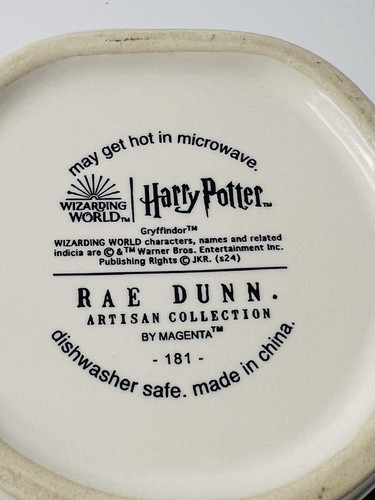 may get hot in microwave.
WIZARDING WORLD™ | Harry Potter™
Gryffindor™
WIZARDING WORLD characters, names and related
indicia are © & ™ Warner Bros. Entertainment Inc.
Publishing Rights © JKR. (s24)
RAE DUNN.
ARTISAN COLLECTION
BY MAGENTA™
- 181 -
dishwasher safe. made in china.